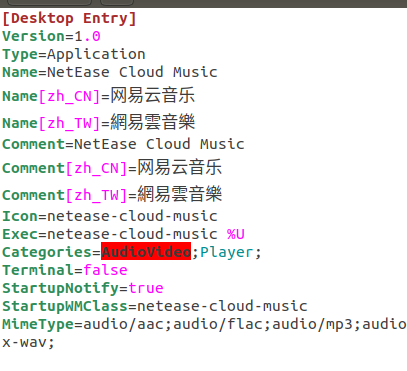 [Desktop Entry]
Version=1.0
Type=Application
Name=NetEase Cloud Music
Name[zh_CN]=网易云音乐
Name[zh_TW]=網易雲音樂
Comment=NetEase Cloud Music
Comment[zh_CN]=网易云音乐
Comment[zh_TW]=網易雲音樂
Icon=netease-cloud-music
Exec=netease-cloud-music %U
Categories=AudioVideo;Player;
Terminal=false
StartupNotify=true
StartupWMClass=netease-cloud-music
MimeType=audio/aac;audio/flac;audio/mp3;audio
x-wav;